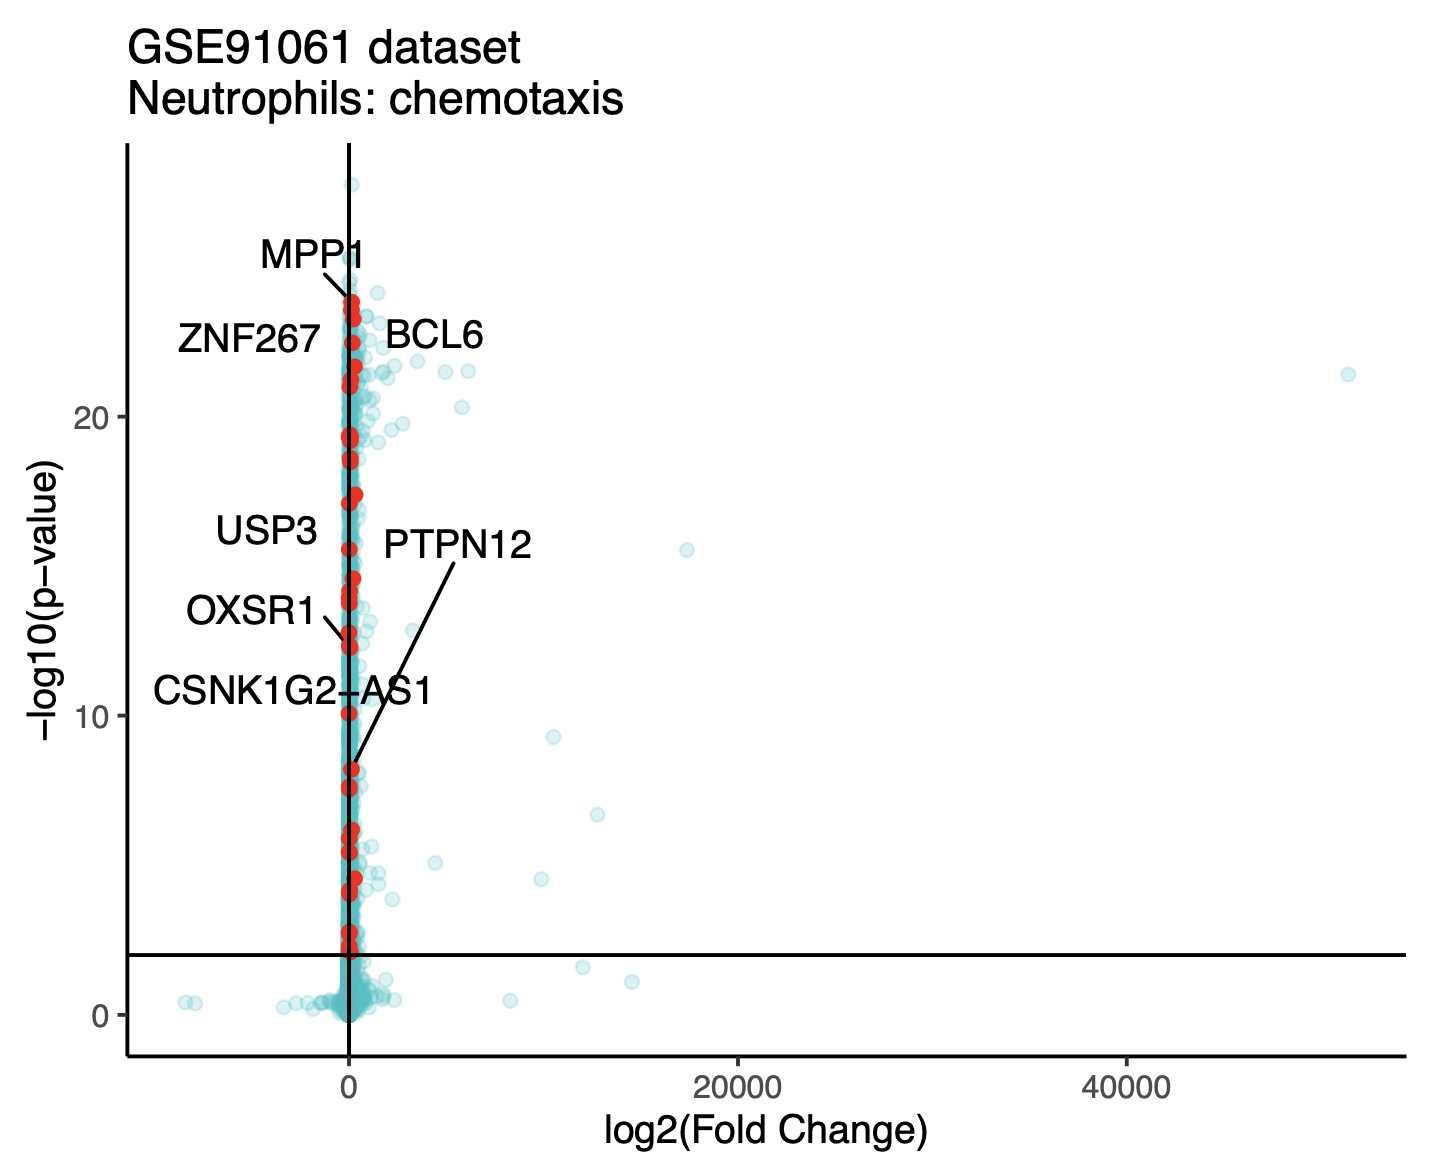 GSE91061 dataset
Neutrophils: chemotaxis
MPP1
ZNF267
BCL6
20
USP3
PTPN12
OXSR1
CSNK1G2−AS1
10
0
−log10(p−value)
0
20000
40000
log2(Fold Change)